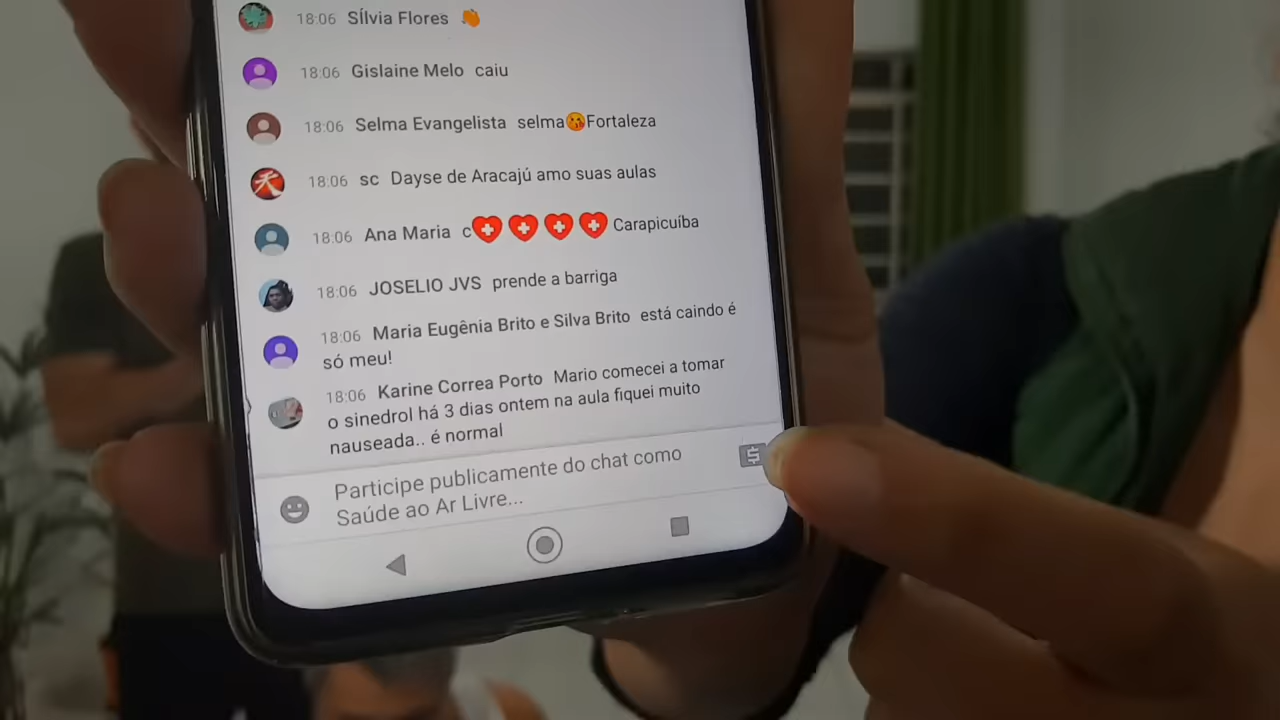 18:06 SÍlvia Flores 👏
18:06 Gislaine Melo caiu
18:06 Selma Evangelista selma😘Fortaleza
18:06 sc Dayse de Aracajú amo suas aulas
18:06 Ana Maria c Carapicuíba
18:06 JOSELIO JVS prende a barriga
18:06 Maria Eugênia Brito e Silva Brito está caindo é
só meu!
18:06 Karine Correa Porto Mario comecei a tomar
o sinedrol há 3 dias ontem na aula fiquei muito
nauseada.. é normal
Participe publicamente do chat como
Saúde ao Ar Livre...
$